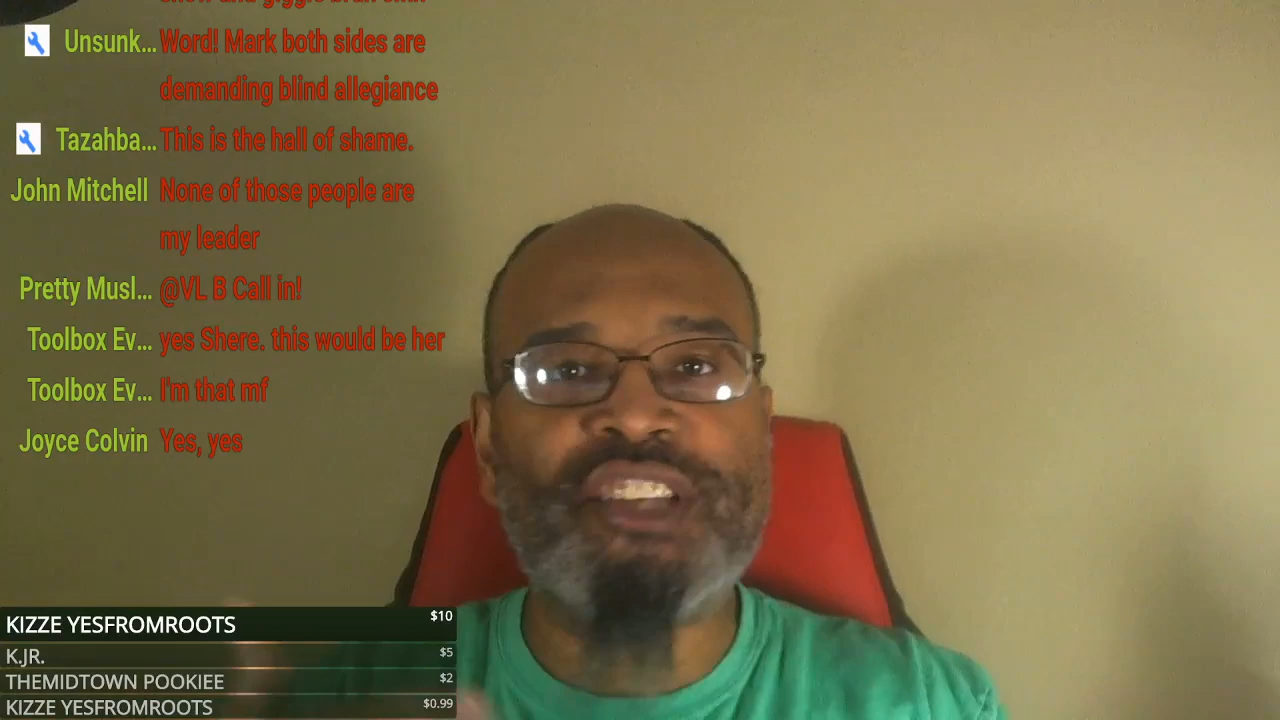 Unsunk... Word! Mark both sides are
demanding blind allegiance
Tazahba... This is the hall of shame.
John Mitchell None of those people are
my leader
Pretty Musl... @VL B Call in!
Toolbox Ev... yes Shere. this would be her
Toolbox Ev... I'm that mf
Joyce Colvin Yes, yes
KIZZE YESFROMROOTS $10
K.JR. $5
THEMIDTOWN POOKIEE $2
KIZZE YESFROMROOTS $0.99